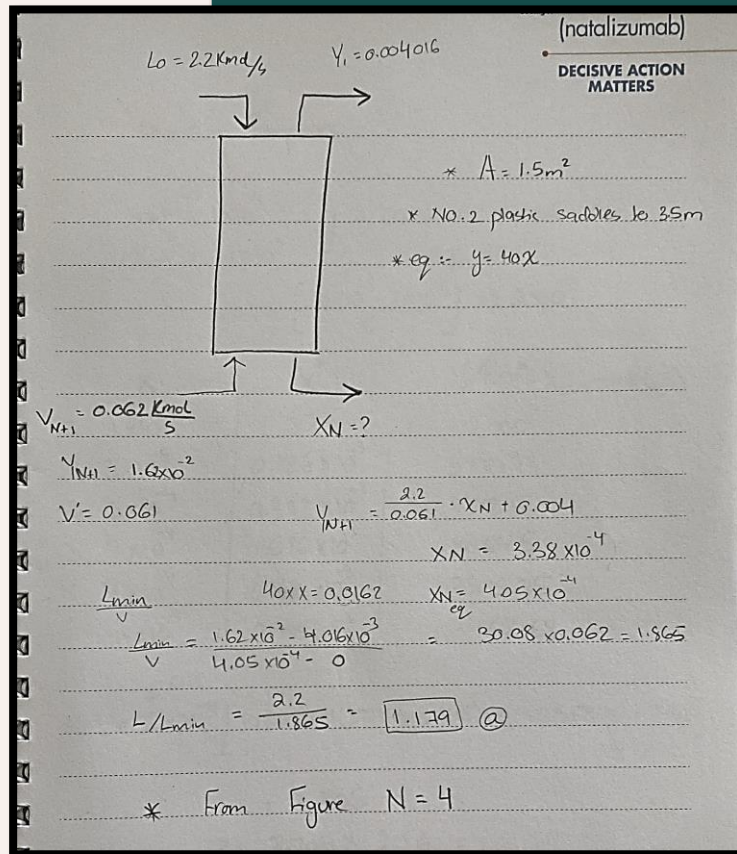 (natalizumab)
DECISIVE ACTION
MATTERS
L0 = 2.2 Kmol/s
Y1 = 0.004016
* A = 1.5m²
* NO. 2 plastic saddles to 3.5m
* eq :- y = 40X
VN+1 = 0.062 Kmol/s
XN = ?
YN+1 = 1.62x10^-2
V' = 0.061
YN+1 = 2.2/0.061 · XN + 0.004
XN = 3.38 x10^-4
Lmin/V
40 x X = 0.0162
XN eq = 4.05 x10^-4
Lmin/V = (1.62 x10^-2 - 4.016x10^-3)/(4.05 x10^-4 - 0) = 30.08 x 0.062 = 1.865
L/Lmin = 2.2/1.865 = 1.179 @
* From Figure N = 4